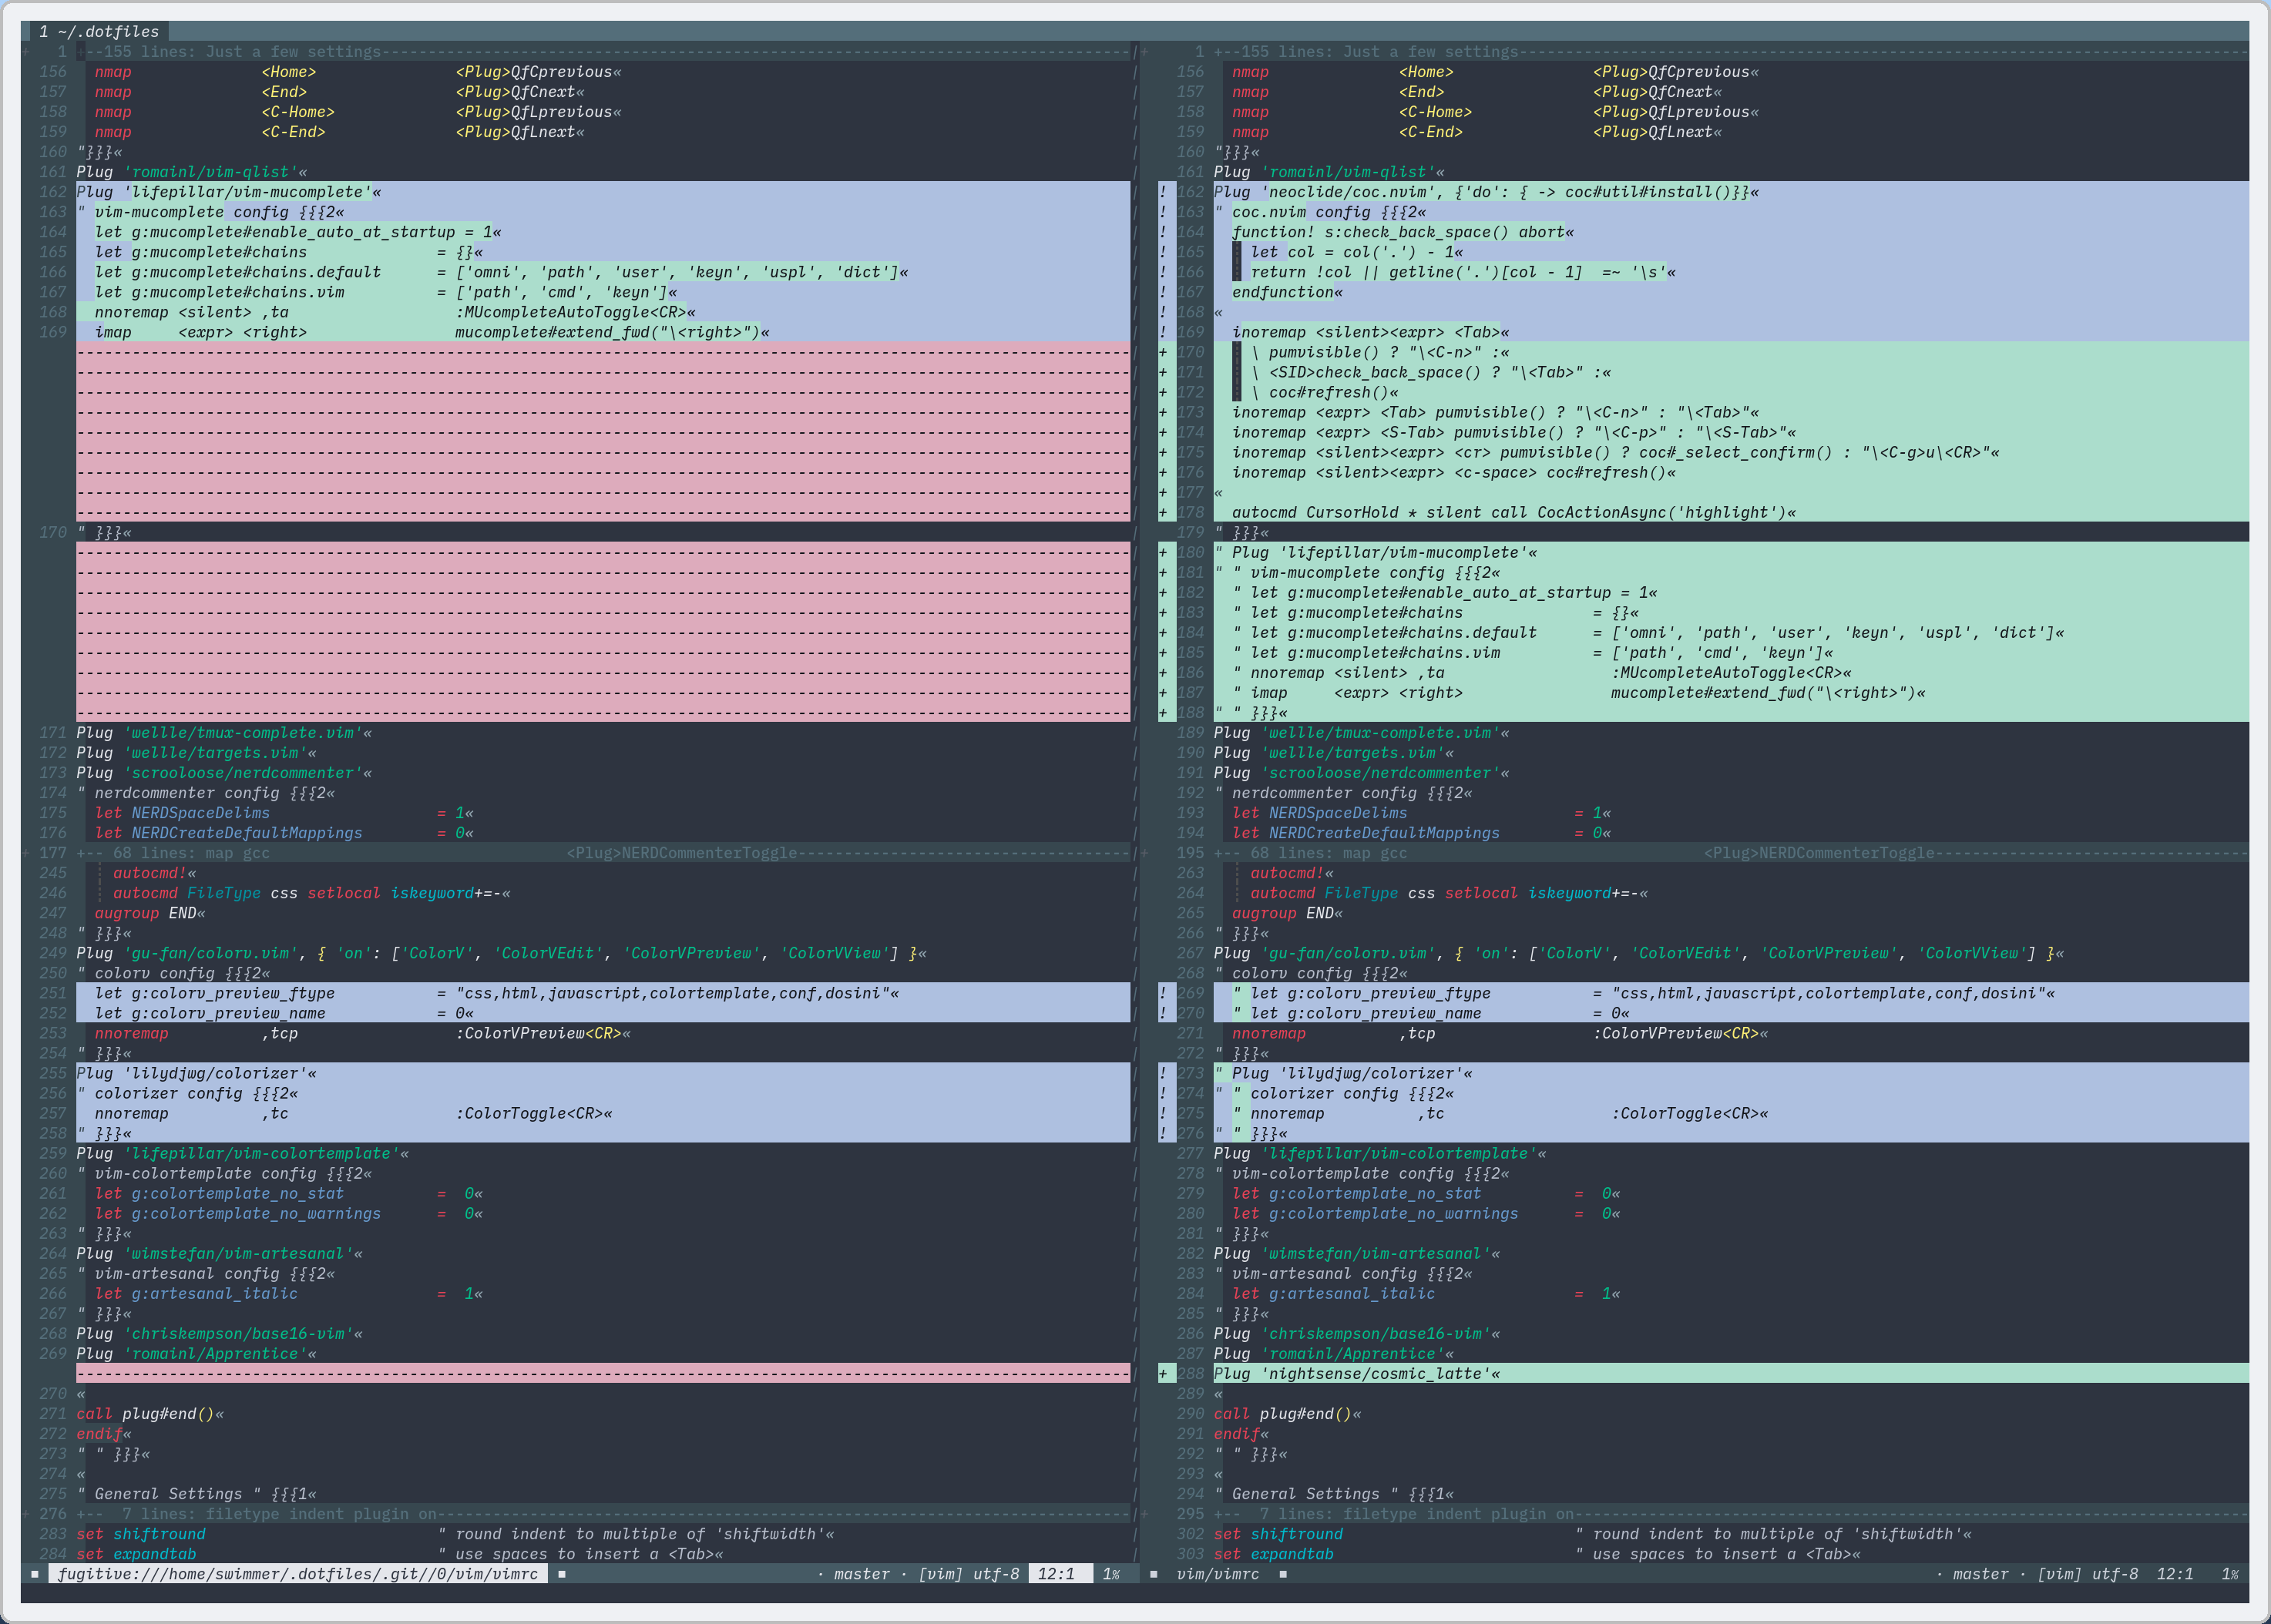 1 ~/.dotfiles
+ 1 +--155 lines: Just a few settings---
156 nmap <Home> <Plug>QfCprevious«
157 nmap <End> <Plug>QfCnext«
158 nmap <C-Home> <Plug>QfLprevious«
159 nmap <C-End> <Plug>QfLnext«
160 "}}}«
161 Plug 'romainl/vim-qlist'«
162 Plug 'lifepillar/vim-mucomplete'«
163 " vim-mucomplete config {{{2«
164 let g:mucomplete#enable_auto_at_startup = 1«
165 let g:mucomplete#chains = {}«
166 let g:mucomplete#chains.default = ['omni', 'path', 'user', 'keyn', 'uspl', 'dict']«
167 let g:mucomplete#chains.vim = ['path', 'cmd', 'keyn']«
168 nnoremap <silent> ,ta :MUcompleteAutoToggle<CR>«
169 imap <expr> <right> mucomplete#extend_fwd("\<right>")«
170 " }}}«
171 Plug 'wellle/tmux-complete.vim'«
172 Plug 'wellle/targets.vim'«
173 Plug 'scrooloose/nerdcommenter'«
174 " nerdcommenter config {{{2«
175 let NERDSpaceDelims = 1«
176 let NERDCreateDefaultMappings = 0«
+ 177 +-- 68 lines: map gcc <Plug>NERDCommenterToggle---
245 autocmd!«
246 autocmd FileType css setlocal iskeyword+=-«
247 augroup END«
248 " }}}«
249 Plug 'gu-fan/colorv.vim', { 'on': ['ColorV', 'ColorVEdit', 'ColorVPreview', 'ColorVView'] }«
250 " colorv config {{{2«
251 let g:colorv_preview_ftype = "css,html,javascript,colortemplate,conf,dosini"«
252 let g:colorv_preview_name = 0«
253 nnoremap ,tcp :ColorVPreview<CR>«
254 " }}}«
255 Plug 'lilydjwg/colorizer'«
256 " colorizer config {{{2«
257 nnoremap ,tc :ColorToggle<CR>«
258 " }}}«
259 Plug 'lifepillar/vim-colortemplate'«
260 " vim-colortemplate config {{{2«
261 let g:colortemplate_no_stat = 0«
262 let g:colortemplate_no_warnings = 0«
263 " }}}«
264 Plug 'wimstefan/vim-artesanal'«
265 " vim-artesanal config {{{2«
266 let g:artesanal_italic = 1«
267 " }}}«
268 Plug 'chriskempson/base16-vim'«
269 Plug 'romainl/Apprentice'«
270 «
271 call plug#end()«
272 endif«
273 " " }}}«
274 «
275 " General Settings " {{{1«
+ 276 +-- 7 lines: filetype indent plugin on---
283 set shiftround " round indent to multiple of 'shiftwidth'«
284 set expandtab " use spaces to insert a <Tab>«
fugitive:///home/swimmer/.dotfiles/.git//0/vim/vimrc · master · [vim] utf-8 12:1 1%
+ 1 +--155 lines: Just a few settings---
156 nmap <Home> <Plug>QfCprevious«
157 nmap <End> <Plug>QfCnext«
158 nmap <C-Home> <Plug>QfLprevious«
159 nmap <C-End> <Plug>QfLnext«
160 "}}}«
161 Plug 'romainl/vim-qlist'«
! 162 Plug 'neoclide/coc.nvim', {'do': { -> coc#util#install()}}«
! 163 " coc.nvim config {{{2«
! 164 function! s:check_back_space() abort«
! 165 let col = col('.') - 1«
! 166 return !col || getline('.')[col - 1] =~ '\s'«
! 167 endfunction«
! 168 «
! 169 inoremap <silent><expr> <Tab>«
+ 170 \ pumvisible() ? "\<C-n>" :«
+ 171 \ <SID>check_back_space() ? "\<Tab>" :«
+ 172 \ coc#refresh()«
+ 173 inoremap <expr> <Tab> pumvisible() ? "\<C-n>" : "\<Tab>"«
+ 174 inoremap <expr> <S-Tab> pumvisible() ? "\<C-p>" : "\<S-Tab>"«
+ 175 inoremap <silent><expr> <cr> pumvisible() ? coc#_select_confirm() : "\<C-g>u\<CR>"«
+ 176 inoremap <silent><expr> <c-space> coc#refresh()«
+ 177 «
+ 178 autocmd CursorHold * silent call CocActionAsync('highlight')«
179 " }}}«
+ 180 " Plug 'lifepillar/vim-mucomplete'«
+ 181 " " vim-mucomplete config {{{2«
+ 182 " let g:mucomplete#enable_auto_at_startup = 1«
+ 183 " let g:mucomplete#chains = {}«
+ 184 " let g:mucomplete#chains.default = ['omni', 'path', 'user', 'keyn', 'uspl', 'dict']«
+ 185 " let g:mucomplete#chains.vim = ['path', 'cmd', 'keyn']«
+ 186 " nnoremap <silent> ,ta :MUcompleteAutoToggle<CR>«
+ 187 " imap <expr> <right> mucomplete#extend_fwd("\<right>")«
+ 188 " " }}}«
189 Plug 'wellle/tmux-complete.vim'«
190 Plug 'wellle/targets.vim'«
191 Plug 'scrooloose/nerdcommenter'«
192 " nerdcommenter config {{{2«
193 let NERDSpaceDelims = 1«
194 let NERDCreateDefaultMappings = 0«
+ 195 +-- 68 lines: map gcc <Plug>NERDCommenterToggle---
263 autocmd!«
264 autocmd FileType css setlocal iskeyword+=-«
265 augroup END«
266 " }}}«
267 Plug 'gu-fan/colorv.vim', { 'on': ['ColorV', 'ColorVEdit', 'ColorVPreview', 'ColorVView'] }«
268 " colorv config {{{2«
! 269 " let g:colorv_preview_ftype = "css,html,javascript,colortemplate,conf,dosini"«
! 270 " let g:colorv_preview_name = 0«
271 nnoremap ,tcp :ColorVPreview<CR>«
272 " }}}«
! 273 " Plug 'lilydjwg/colorizer'«
! 274 " " colorizer config {{{2«
! 275 " nnoremap ,tc :ColorToggle<CR>«
! 276 " " }}}«
277 Plug 'lifepillar/vim-colortemplate'«
278 " vim-colortemplate config {{{2«
279 let g:colortemplate_no_stat = 0«
280 let g:colortemplate_no_warnings = 0«
281 " }}}«
282 Plug 'wimstefan/vim-artesanal'«
283 " vim-artesanal config {{{2«
284 let g:artesanal_italic = 1«
285 " }}}«
286 Plug 'chriskempson/base16-vim'«
287 Plug 'romainl/Apprentice'«
+ 288 Plug 'nightsense/cosmic_latte'«
289 «
290 call plug#end()«
291 endif«
292 " " }}}«
293 «
294 " General Settings " {{{1«
295 +-- 7 lines: filetype indent plugin on---
302 set shiftround " round indent to multiple of 'shiftwidth'«
303 set expandtab " use spaces to insert a <Tab>«
vim/vimrc · master · [vim] utf-8 12:1 1%